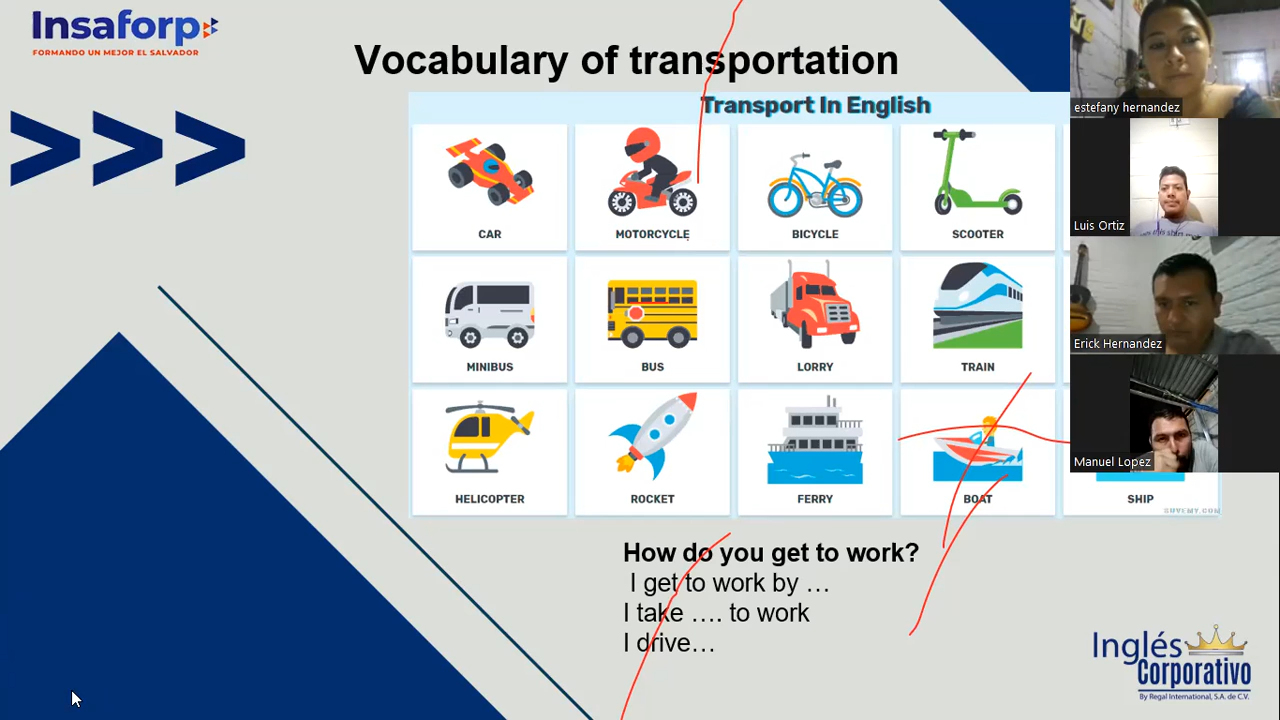 Insaforp
FORMANDO UN MEJOR EL SALVADOR
Vocabulary of transportation
Transport In English
CAR
MOTORCYCLE
BICYCLE
SCOOTER
MINIBUS
BUS
LORRY
TRAIN
HELICOPTER
ROCKET
FERRY
BOAT
SHIP
SUVEMY.COM
How do you get to work?
I get to work by …
I take …. to work
I drive…
estefany hernandez
Luis Ortiz
Erick Hernandez
Manuel Lopez
Inglés
Corporativo
By Regal International, S.A. de C.V.